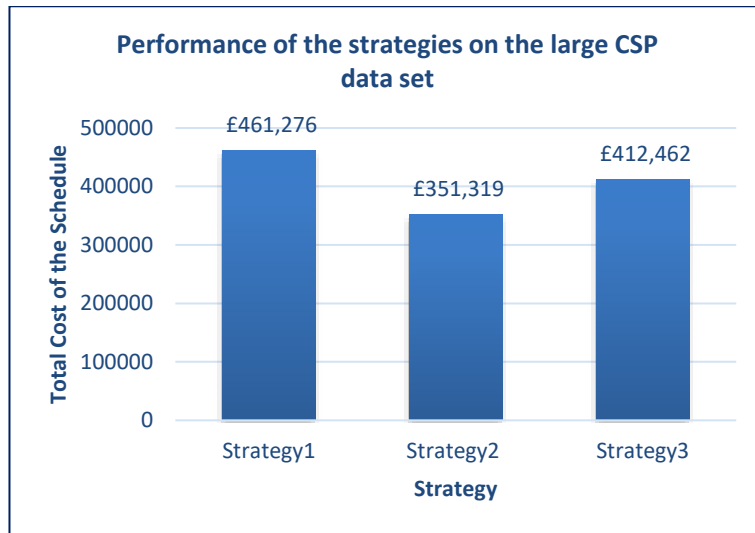 Performance of the strategies on the large CSP
data set
Total Cost of the Schedule
500000
400000
300000
200000
100000
0
£461,276
£351,319
£412,462
Strategy1
Strategy2
Strategy3
Strategy